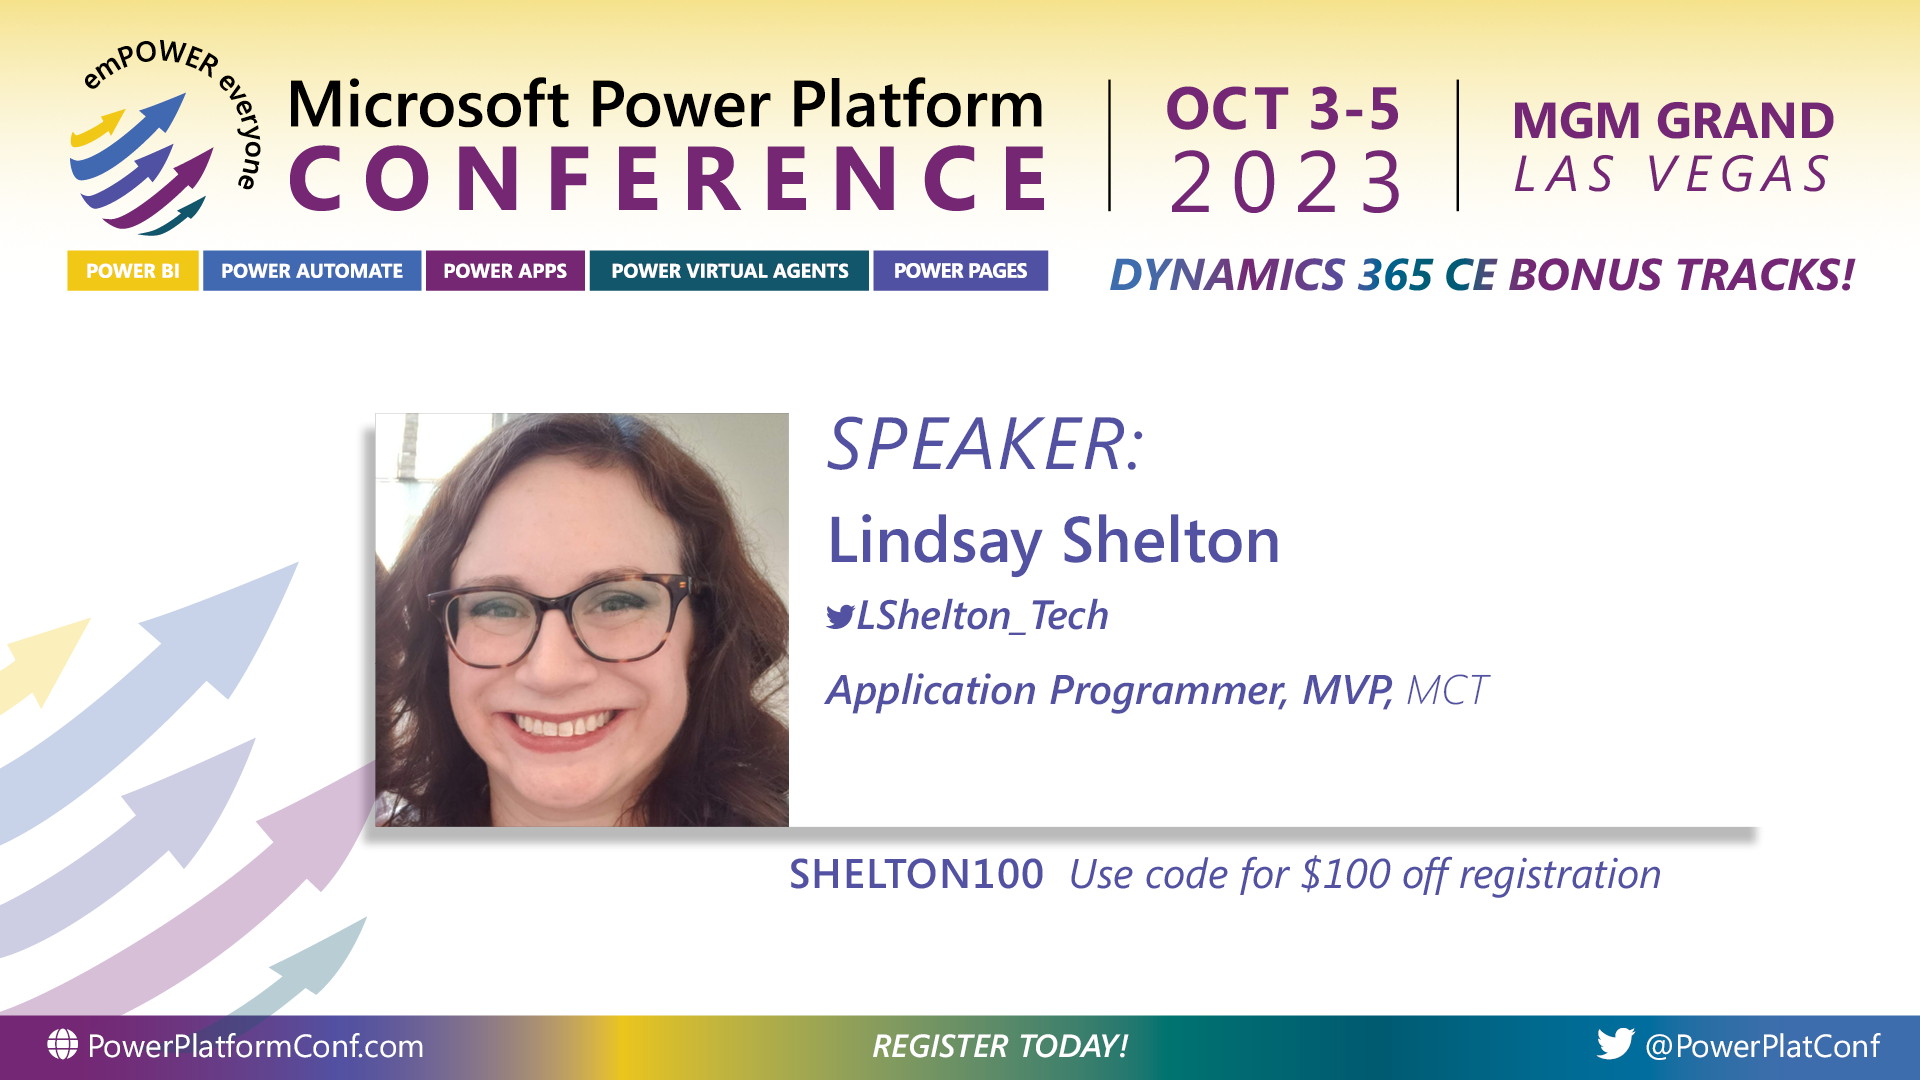 emPOWER everyone
Microsoft Power Platform
CONFERENCE
OCT 3-5
2023
MGM GRAND
LAS VEGAS
POWER BI
POWER AUTOMATE
POWER APPS
POWER VIRTUAL AGENTS
POWER PAGES
DYNAMICS 365 CE BONUS TRACKS!
SPEAKER:
Lindsay Shelton
LShelton_Tech
Application Programmer, MVP, MCT
SHELTON100 Use code for $100 off registration
PowerPlatformConf.com
REGISTER TODAY!
@PowerPlatConf